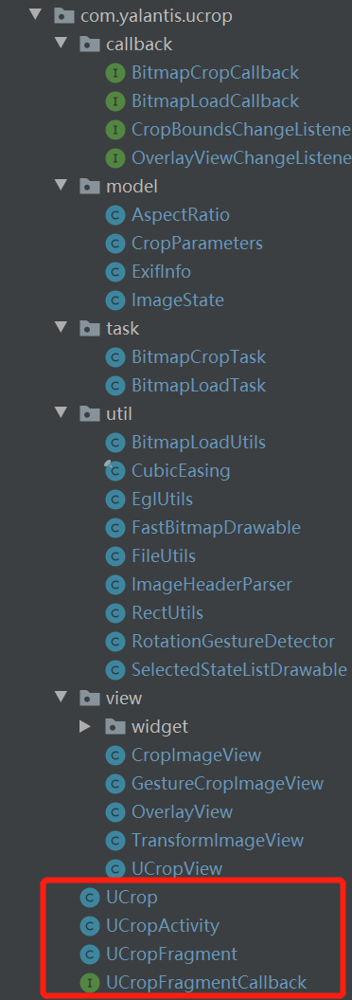 com.yalantis.ucrop
callback
I BitmapCropCallback
I BitmapLoadCallback
I CropBoundsChangeListene
I OverlayViewChangeListene
model
C AspectRatio
C CropParameters
C ExifInfo
C ImageState
task
C BitmapCropTask
C BitmapLoadTask
util
C BitmapLoadUtils
C CubicEasing
C EglUtils
C FastBitmapDrawable
C FileUtils
C ImageHeaderParser
C RectUtils
C RotationGestureDetector
C SelectedStateListDrawable
view
widget
C CropImageView
C GestureCropImageView
C OverlayView
C TransformImageView
C UCropView
C UCrop
C UCropActivity
C UCropFragment
I UCropFragmentCallback